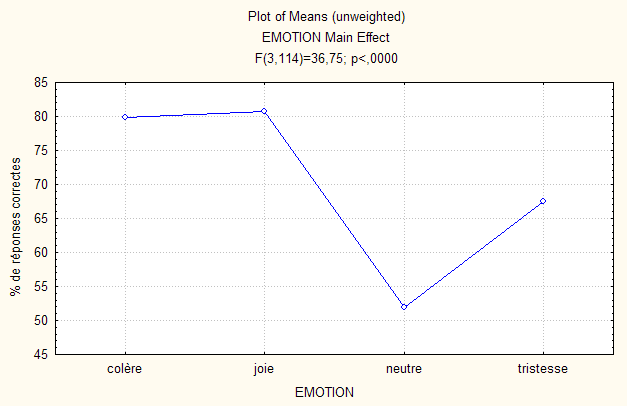 Plot of Means (unweighted)
EMOTION Main Effect
F(3,114)=36,75; p<,0000
% de réponses correctes
85
80
75
70
65
60
55
50
45
colère joie neutre tristesse
EMOTION